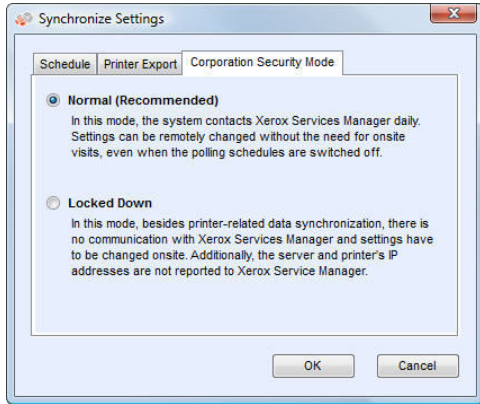 Synchronize Settings
Schedule
Printer Export
Corporation Security Mode
Normal (Recommended)
In this mode, the system contacts Xerox Services Manager daily.
Settings can be remotely changed without the need for onsite
visits, even when the polling schedules are switched off.
Locked Down
In this mode, besides printer-related data synchronization, there is
no communication with Xerox Services Manager and settings have
to be changed onsite. Additionally, the server and printer's IP
addresses are not reported to Xerox Service Manager.
OK
Cancel